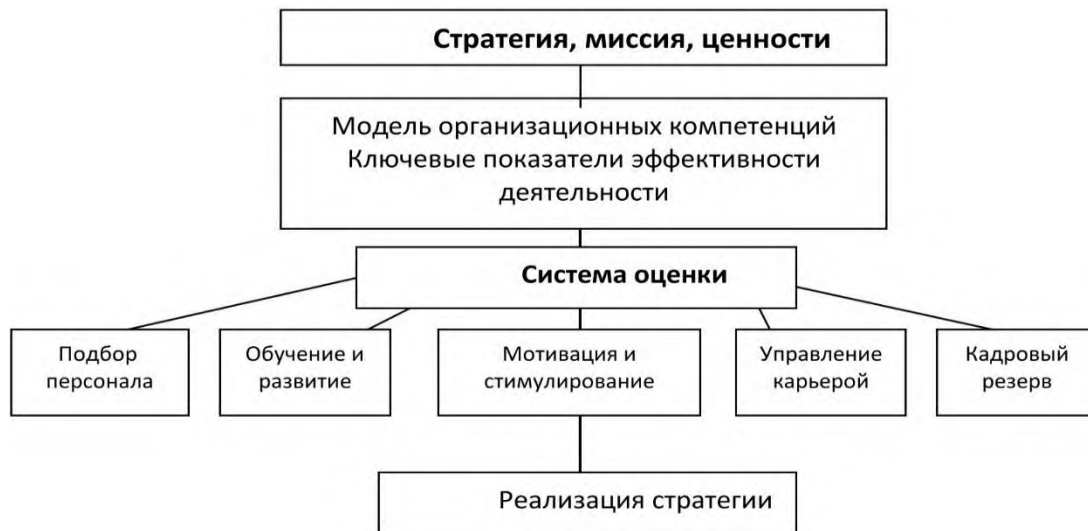 Стратегия, миссия, ценности
Модель организационных компетенций
Ключевые показатели эффективности
деятельности
Система оценки
Подбор
персонала
Обучение и
развитие
Мотивация и
стимулирование
Управление
карьерой
Кадровый
резерв
Реализация стратегии